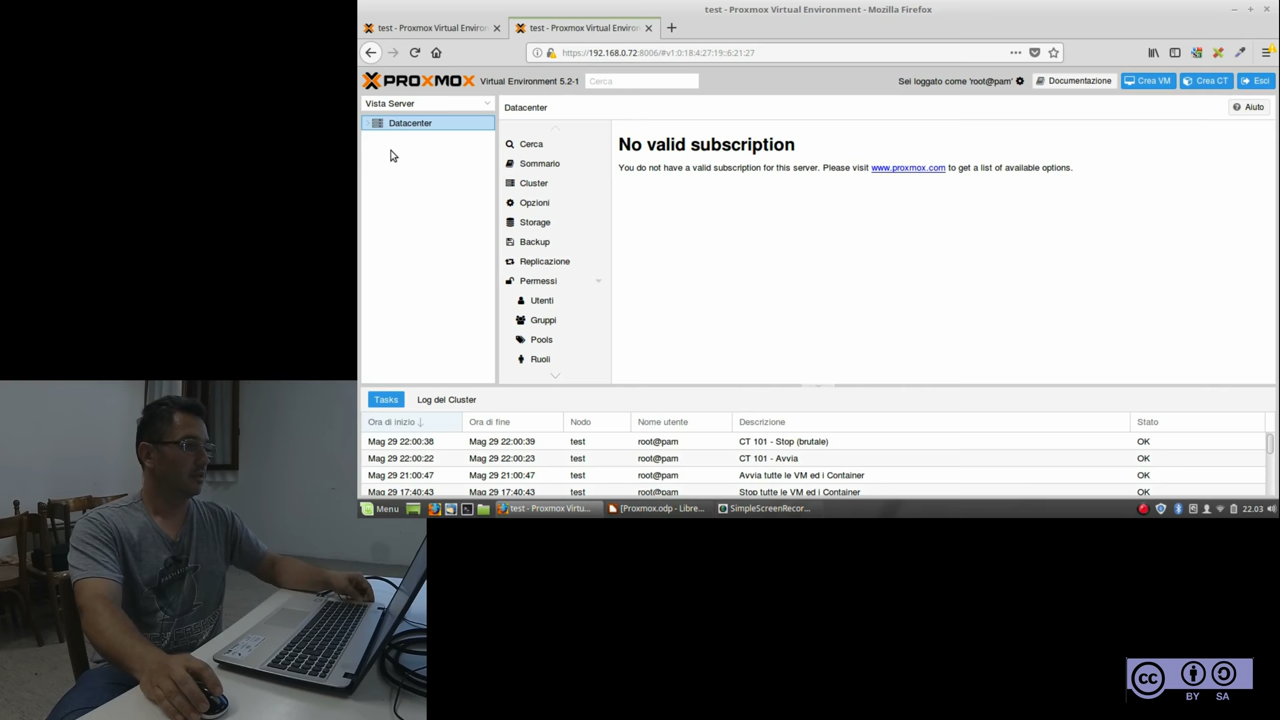 test - Proxmox Virtual Environment - Mozilla Firefox
test - Proxmox Virtual Environ
test - Proxmox Virtual Environ
https://192.168.0.72:8006/#v1:0:18:4:27:19::6:21:27
PROXMOX Virtual Environment 5.2-1 Cerca Sei loggato come 'root@pam' Documentazione Crea VM Crea CT Esci
Vista Server
Datacenter
Datacenter
Aiuto
Cerca
Sommario
Cluster
Opzioni
Storage
Backup
Replicazione
Permessi
Utenti
Gruppi
Pools
Ruoli
No valid subscription
You do not have a valid subscription for this server. Please visit www.proxmox.com to get a list of available options.
Tasks Log del Cluster
Ora di inizio Ora di fine Nodo Nome utente Descrizione Stato
Mag 29 22:00:38 Mag 29 22:00:39 test root@pam CT 101 - Stop (brutale) OK
Mag 29 22:00:22 Mag 29 22:00:23 test root@pam CT 101 - Avvia OK
Mag 29 21:00:47 Mag 29 21:00:47 test root@pam Avvia tutte le VM ed i Container OK
Mag 29 17:40:43 Mag 29 17:40:43 test root@pam Stop tutte le VM ed i Container OK
Menu test - Proxmox Virtu... [Proxmox.odp - Libre... SimpleScreenRecor... 22.03
cc
BY SA